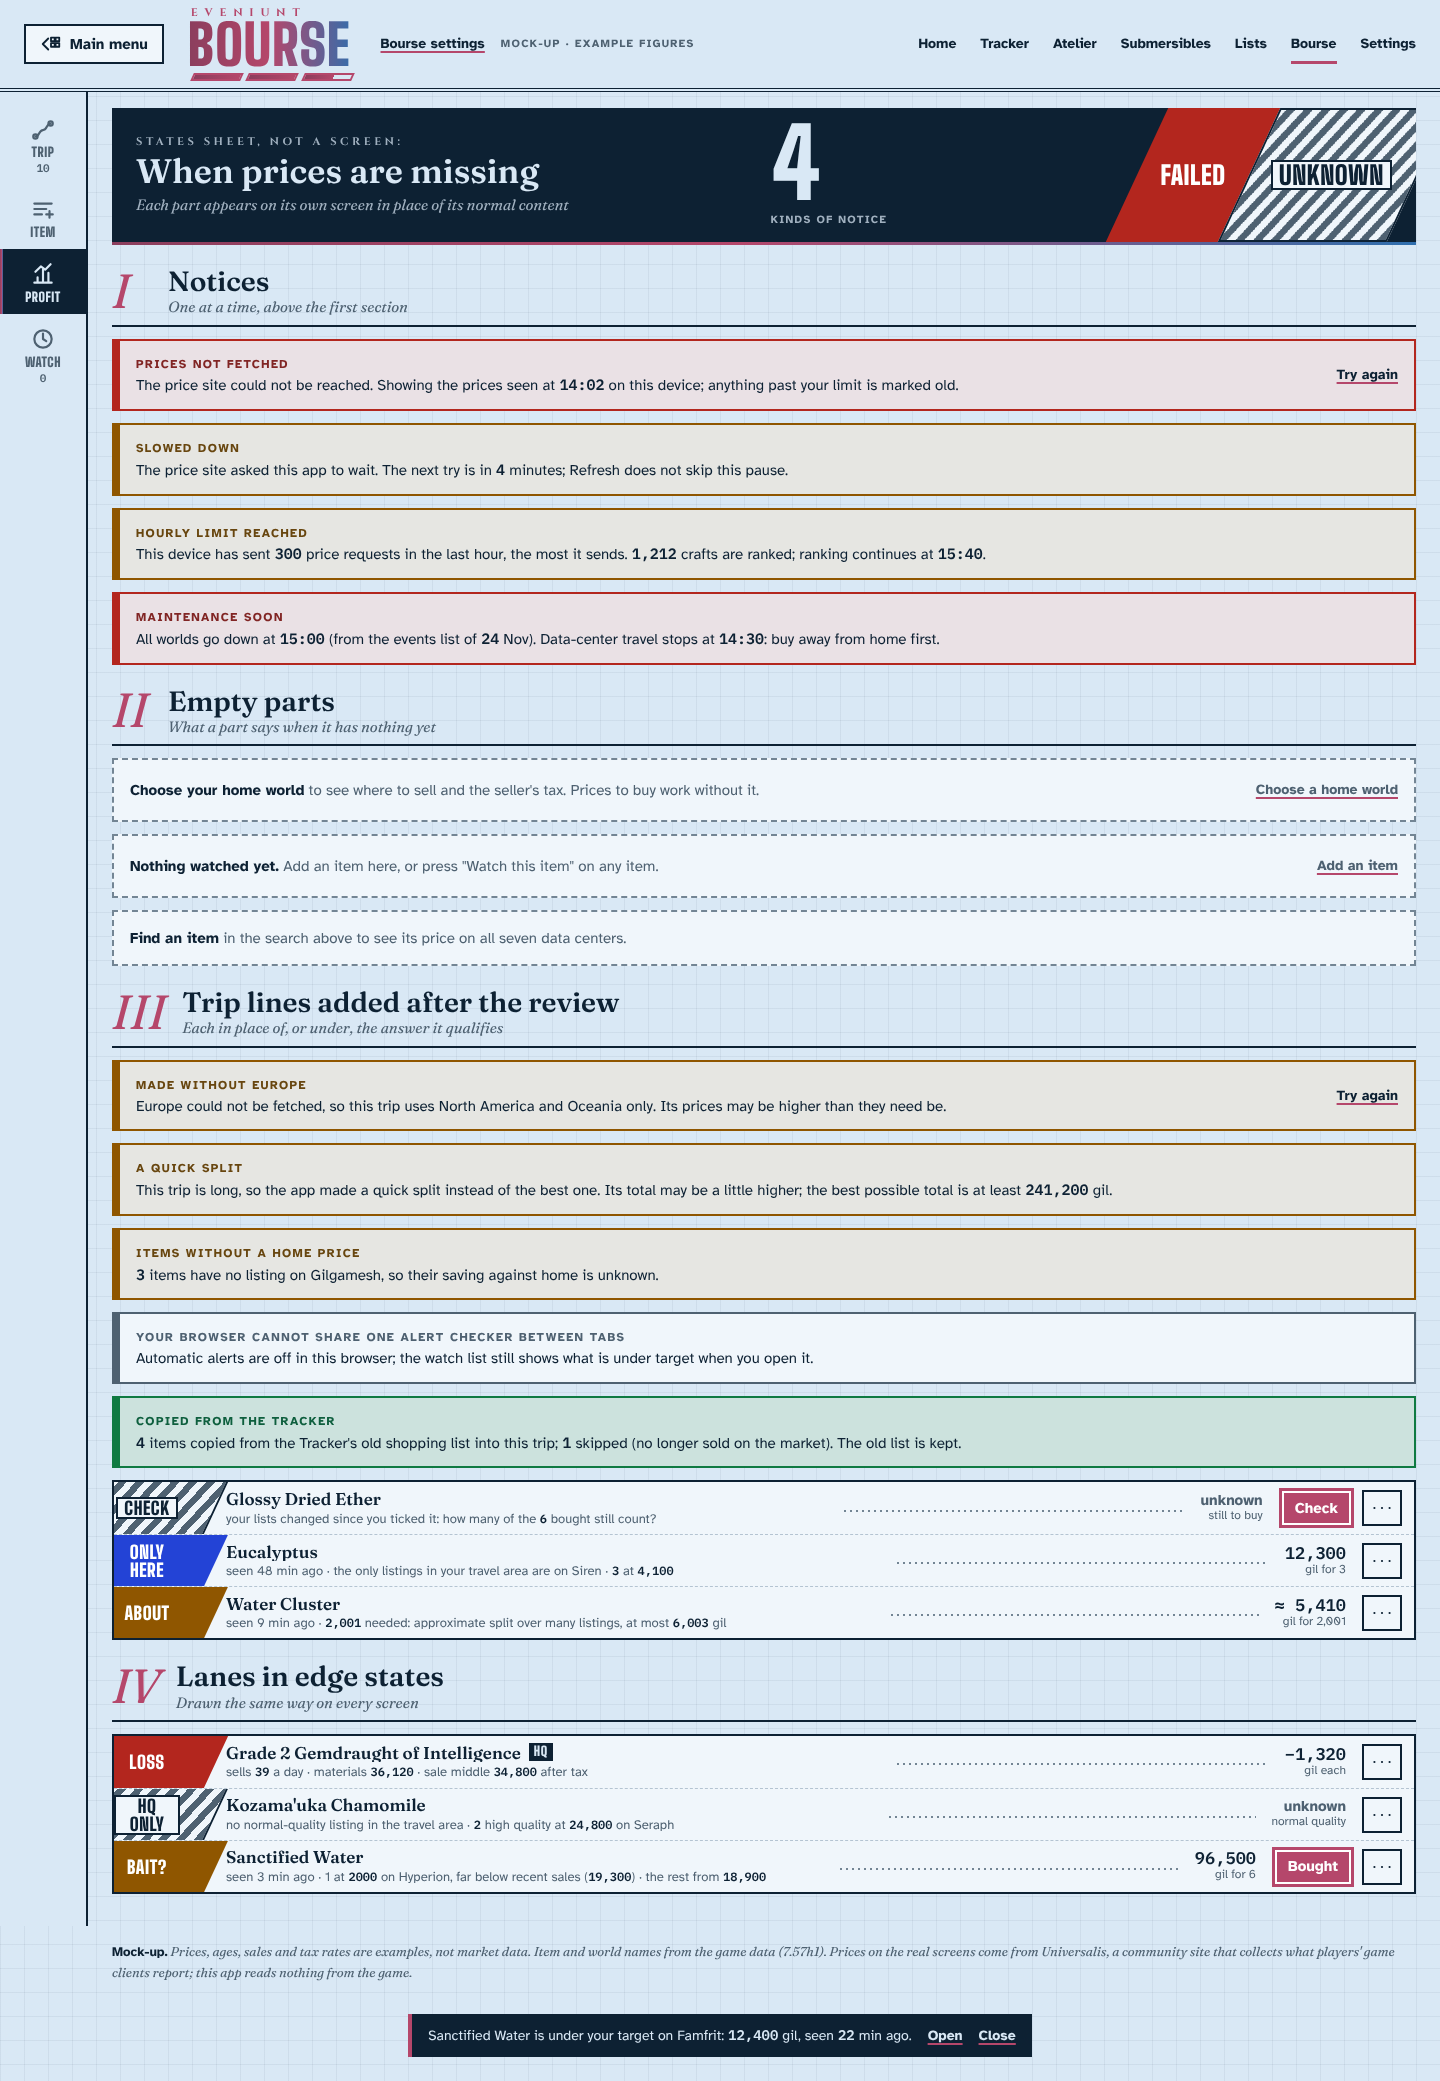 Main menu
EVENIUNT
BOURSE
Bourse settings
MOCK-UP · EXAMPLE FIGURES
Home
Tracker
Atelier
Submersibles
Lists
Bourse
Settings
TRIP
10
ITEM
PROFIT
WATCH
0
STATES SHEET, NOT A SCREEN:
When prices are missing
Each part appears on its own screen in place of its normal content
4
KINDS OF NOTICE
FAILED
UNKNOWN
I
Notices
One at a time, above the first section
PRICES NOT FETCHED
The price site could not be reached. Showing the prices seen at 14:02 on this device; anything past your limit is marked old.
Try again
SLOWED DOWN
The price site asked this app to wait. The next try is in 4 minutes; Refresh does not skip this pause.
HOURLY LIMIT REACHED
This device has sent 300 price requests in the last hour, the most it sends. 1,212 crafts are ranked; ranking continues at 15:40.
MAINTENANCE SOON
All worlds go down at 15:00 (from the events list of 24 Nov). Data-center travel stops at 14:30: buy away from home first.
II
Empty parts
What a part says when it has nothing yet
Choose your home world to see where to sell and the seller's tax. Prices to buy work without it.
Choose a home world
Nothing watched yet. Add an item here, or press "Watch this item" on any item.
Add an item
Find an item in the search above to see its price on all seven data centers.
III
Trip lines added after the review
Each in place of, or under, the answer it qualifies
MADE WITHOUT EUROPE
Europe could not be fetched, so this trip uses North America and Oceania only. Its prices may be higher than they need be.
Try again
A QUICK SPLIT
This trip is long, so the app made a quick split instead of the best one. Its total may be a little higher; the best possible total is at least 241,200 gil.
ITEMS WITHOUT A HOME PRICE
3 items have no listing on Gilgamesh, so their saving against home is unknown.
YOUR BROWSER CANNOT SHARE ONE ALERT CHECKER BETWEEN TABS
Automatic alerts are off in this browser; the watch list still shows what is under target when you open it.
COPIED FROM THE TRACKER
4 items copied from the Tracker's old shopping list into this trip; 1 skipped (no longer sold on the market). The old list is kept.
CHECK
Glossy Dried Ether
your lists changed since you ticked it: how many of the 6 bought still count?
unknown
still to buy
Check
...
ONLY
HERE
Eucalyptus
seen 48 min ago · the only listings in your travel area are on Siren · 3 at 4,100
12,300
gil for 3
...
ABOUT
Water Cluster
seen 9 min ago · 2,001 needed: approximate split over many listings, at most 6,003 gil
≈ 5,410
gil for 2,001
...
IV
Lanes in edge states
Drawn the same way on every screen
LOSS
Grade 2 Gemdraught of Intelligence HQ
sells 39 a day · materials 36,120 · sale middle 34,800 after tax
−1,320
gil each
...
HQ
ONLY
Kozama'uka Chamomile
no normal-quality listing in the travel area · 2 high quality at 24,800 on Seraph
unknown
normal quality
...
BAIT?
Sanctified Water
seen 3 min ago · 1 at 2000 on Hyperion, far below recent sales (19,300) · the rest from 18,900
96,500
gil for 6
Bought
...
Mock-up. Prices, ages, sales and tax rates are examples, not market data. Item and world names from the game data (7.57h1). Prices on the real screens come from Universalis, a community site that collects what players' game
clients report; this app reads nothing from the game.
Sanctified Water is under your target on Famfrit: 12,400 gil, seen 22 min ago.
Open
Close